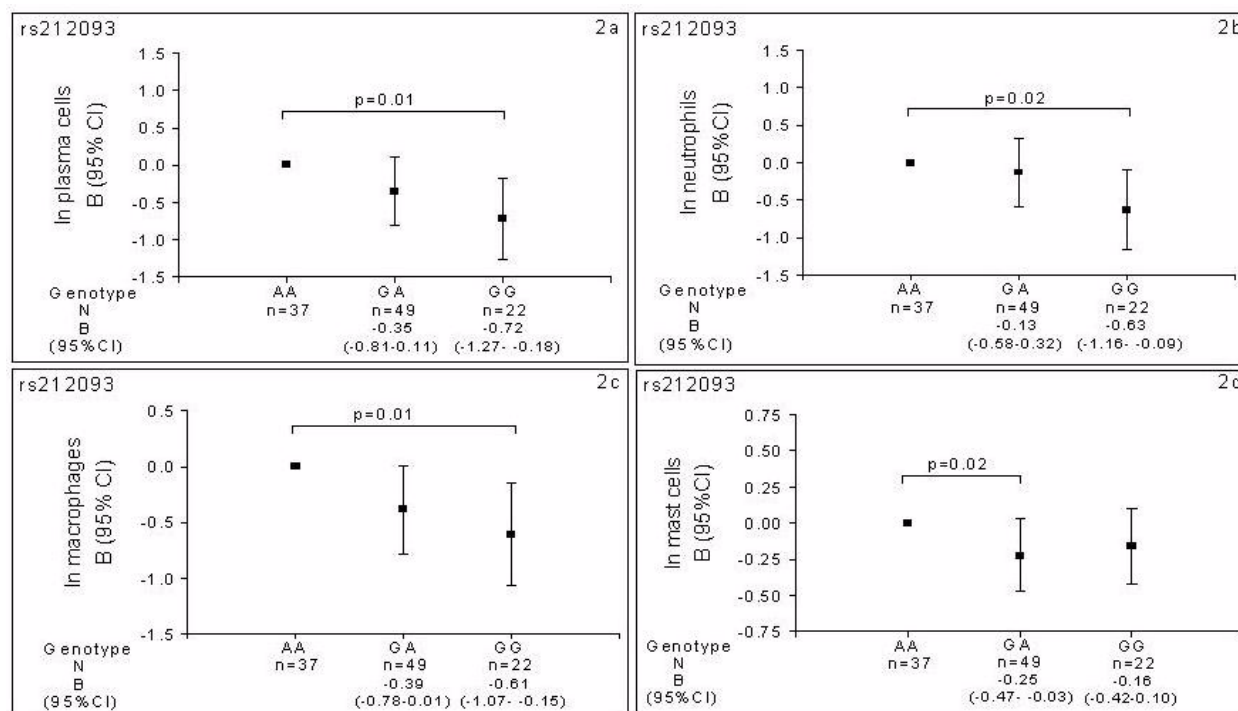 rs212093 2a
ln plasma cells
B (95% CI)
1.5
1.0
0.5
0.0
-0.5
-1.0
-1.5
p=0.01
Genotype AA GA GG
N n=37 n=49 n=22
B -0.35 -0.72
(95%CI) (-0.81-0.11) (-1.27- -0.18)
rs212093 2b
ln neutrophils
B (95%CI)
1.5
1.0
0.5
0.0
-0.5
-1.0
-1.5
p=0.02
Genotype AA GA GG
N n=37 n=49 n=22
B -0.13 -0.63
(95%CI) (-0.58-0.32) (-1.16- -0.09)
rs212093 2c
ln macrophages
B (95% CI)
0.5
0.0
-0.5
-1.0
-1.5
p=0.01
Genotype AA GA GG
N n=37 n=49 n=22
B -0.39 -0.61
(95%CI) (-0.78-0.01) (-1.07- -0.15)
rs212093 2d
ln mast cells
B (95%CI)
0.75
0.50
0.25
0.00
-0.25
-0.50
-0.75
p=0.02
Genotype AA GA GG
N n=37 n=49 n=22
B -0.25 -0.16
(95%CI) (-0.47- -0.03) (-0.42-0.10)